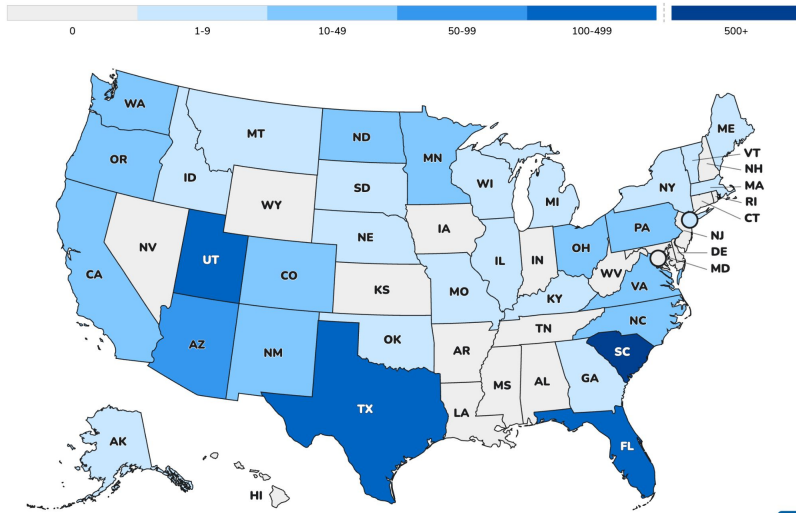 0 1-9 10-49 50-99 100-499 500+
WA
MT
ND
MN
ME
VT
NH
MA
RI
CT
OR
ID
SD
WI
MI
NY
WY
NE
IA
PA
NJ
DE
MD
NV
UT
CO
IL
IN
OH
WV
VA
CA
KS
MO
KY
NC
AZ
NM
OK
AR
TN
SC
TX
MS
AL
GA
LA
AK
FL
HI